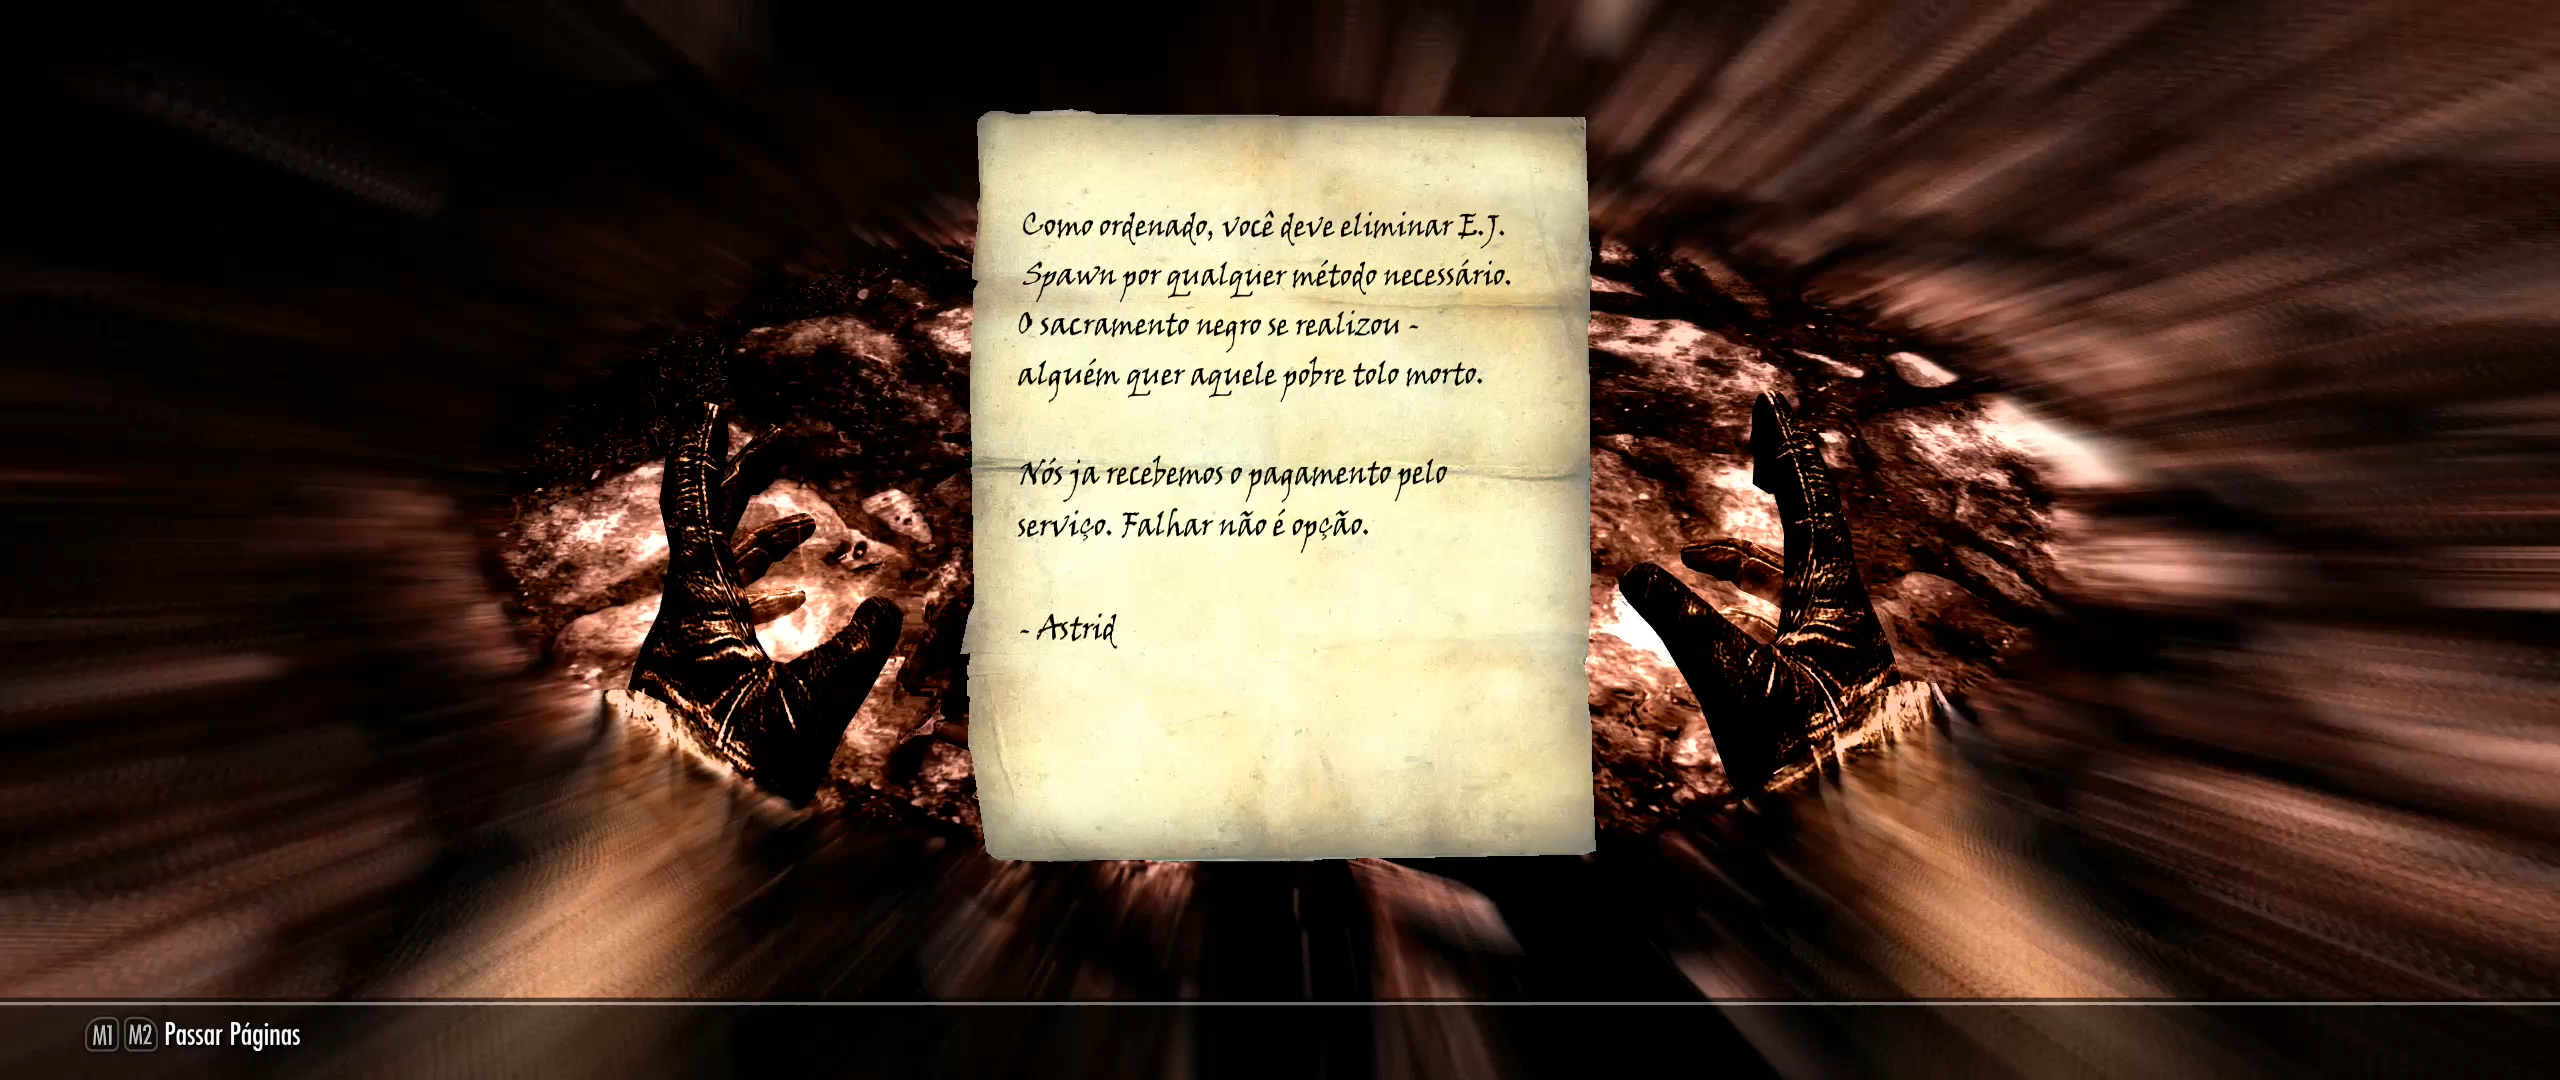 Como ordenado, você deve eliminar E.J.
Spawn por qualquer método necessário.
O sacramento negro se realizou -
alguém quer aquele pobre tolo morto.
Nós ja recebemos o pagamento pelo
serviço. Falhar não é opção.
- Astrid
M1 M2 Passar Páginas